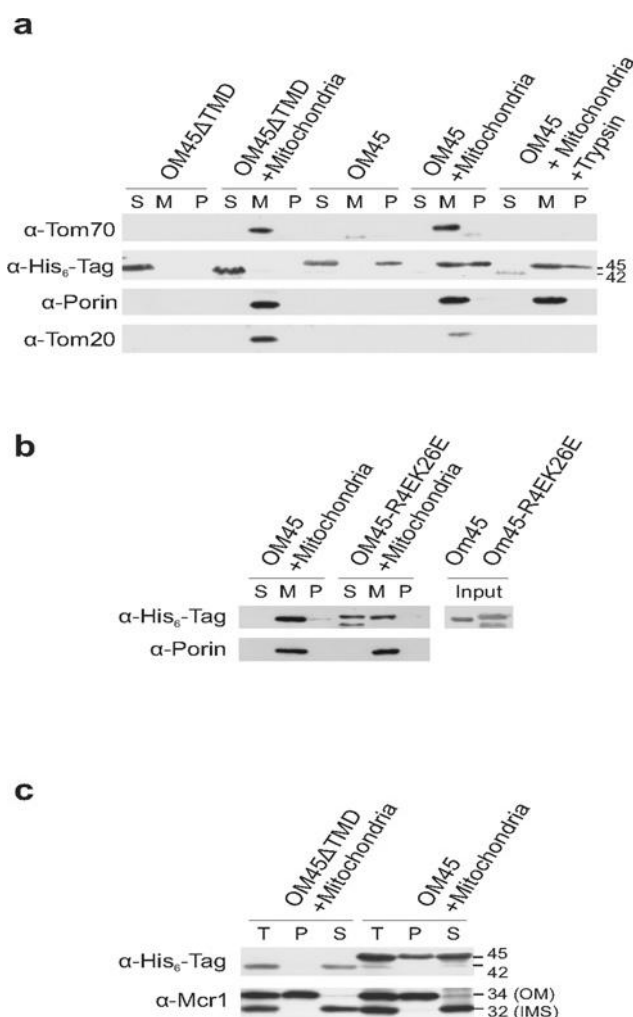 a
OM45ΔTMD
OM45ΔTMD
+Mitochondria
OM45
OM45
+Mitochondria
OM45
+ Mitochondria
+Trypsin
S M P S M P S M P S M P S M P
α-Tom70
α-His₆-Tag
45
42
α-Porin
α-Tom20
b
OM45
+Mitochondria
OM45-R4EK26E
+Mitochondria
Om45
Om45-R4EK26E
S M P S M P Input
α-His₆-Tag
α-Porin
c
OM45ΔTMD
+Mitochondria
OM45
+Mitochondria
T P S T P S
α-His₆-Tag
45
42
α-Mcr1
34 (OM)
32 (IMS)